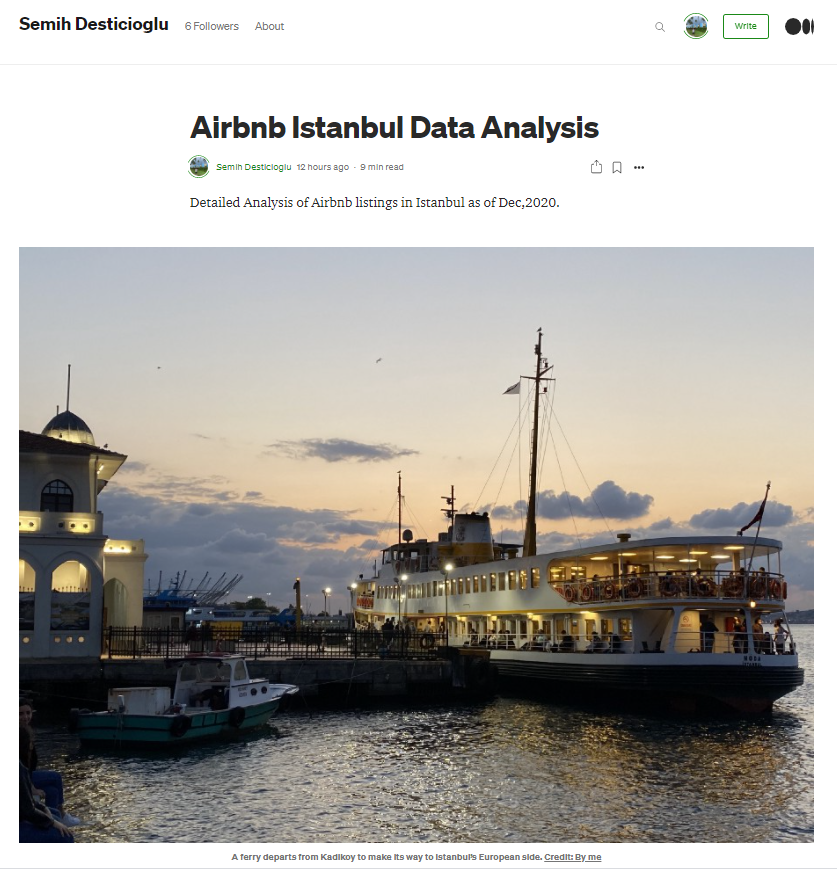 Semih Desticioglu 6 Followers About Write
Airbnb Istanbul Data Analysis
Semih Desticioglu 12 hours ago · 9 min read
Detailed Analysis of Airbnb listings in Istanbul as of Dec,2020.
A ferry departs from Kadikoy to make its way to Istanbul's European side. Credit: By me